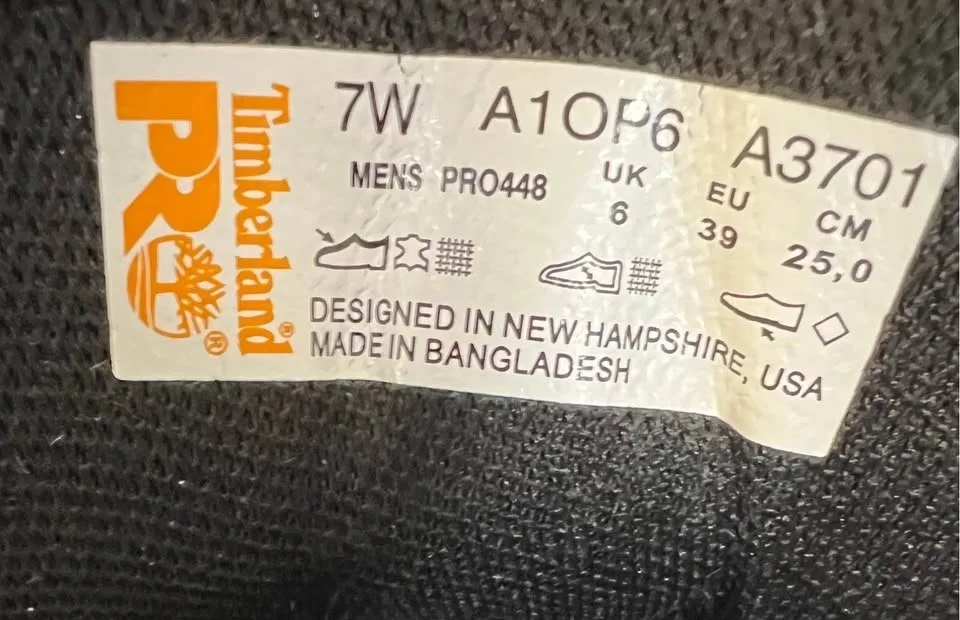 PRO®
Timberland®
7W A1OP6 A3701
MENS PRO448 UK EU CM
6 39 25,0
DESIGNED IN NEW HAMPSHIRE, USA
MADE IN BANGLADESH